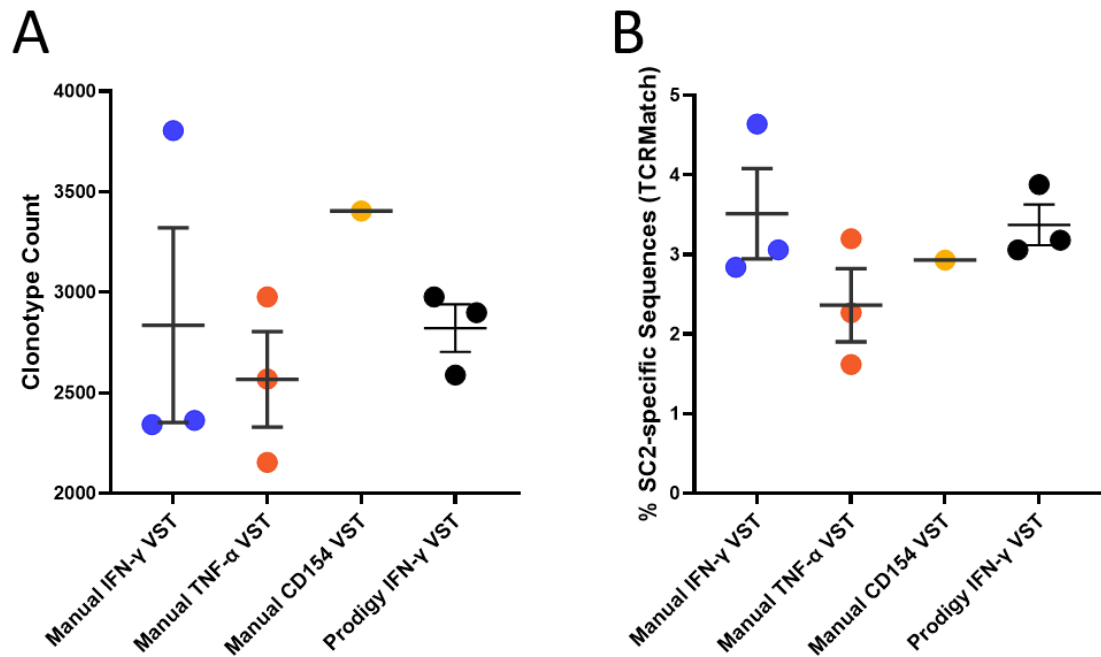 A
Clonotype Count
4000
3500
3000
2500
2000
Manual IFN-γ VST
Manual TNF-α VST
Manual CD154 VST
Prodigy IFN-γ VST
B
% SC2-specific Sequences (TCRMatch)
5
4
3
2
1
0
Manual IFN-γ VST
Manual TNF-α VST
Manual CD154 VST
Prodigy IFN-γ VST